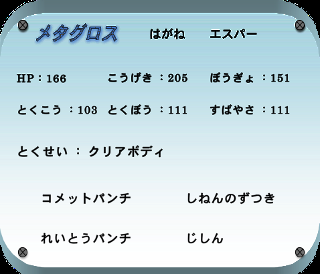 メタグロス はがね エスパー
HP：166 こうげき：205 ぼうぎょ：151
とくこう：103 とくぼう：111 すばやさ：111
とくせい：クリアボディ
コメットパンチ しねんのずつき
れいとうパンチ じしん